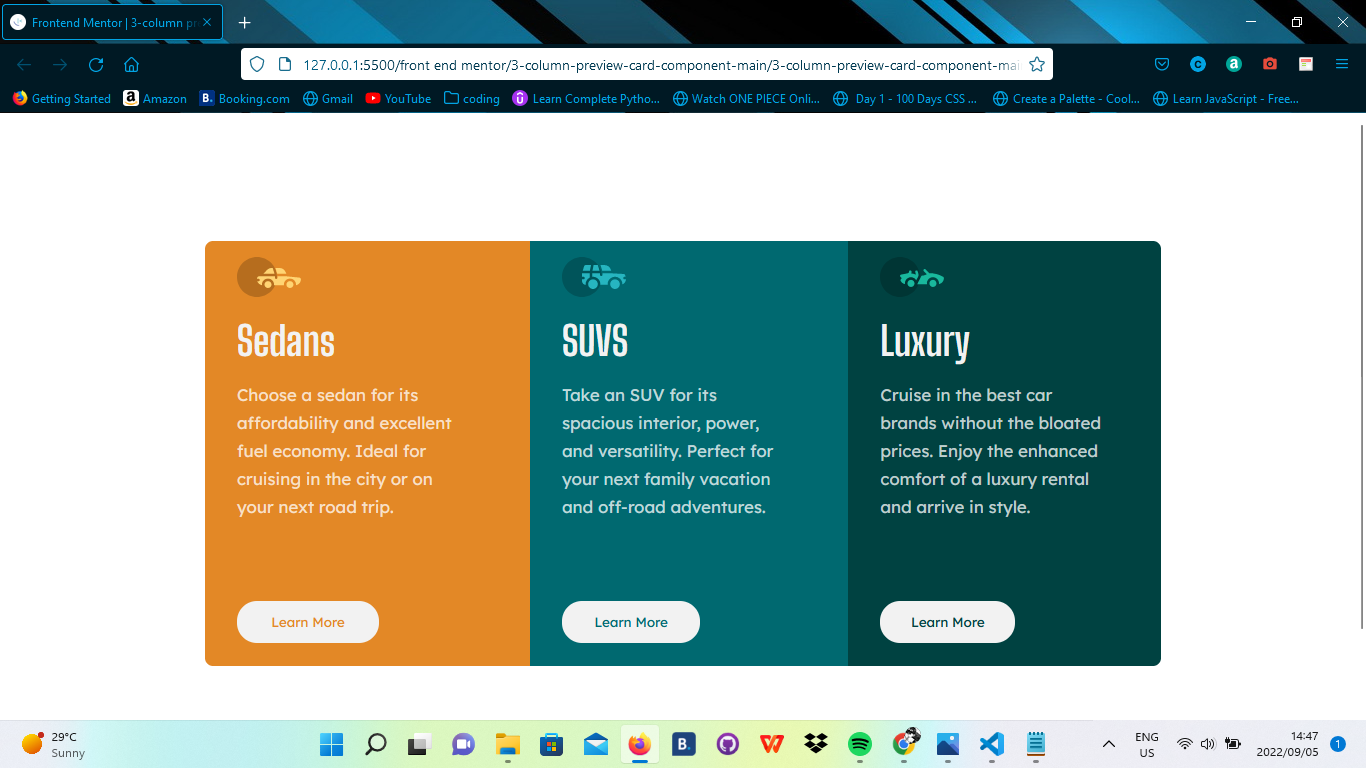 Frontend Mentor | 3-column pr
127.0.0.1:5500/front end mentor/3-column-preview-card-component-main/3-column-preview-card-component-mai
Getting Started
Amazon
B.
Booking.com
Gmail
YouTube
coding
Learn Complete Pytho...
Watch ONE PIECE Onli...
Day 1 - 100 Days CSS ...
Create a Palette - Cool...
Learn JavaScript - Free...
Sedans
Choose a sedan for its
affordability and excellent
fuel economy. Ideal for
cruising in the city or on
your next road trip.
Learn More
SUVS
Take an SUV for its
spacious interior, power,
and versatility. Perfect for
your next family vacation
and off-road adventures.
Learn More
Luxury
Cruise in the best car
brands without the bloated
prices. Enjoy the enhanced
comfort of a luxury rental
and arrive in style.
Learn More
29°C
Sunny
B.
ENG
US
14:47
2022/09/05
1